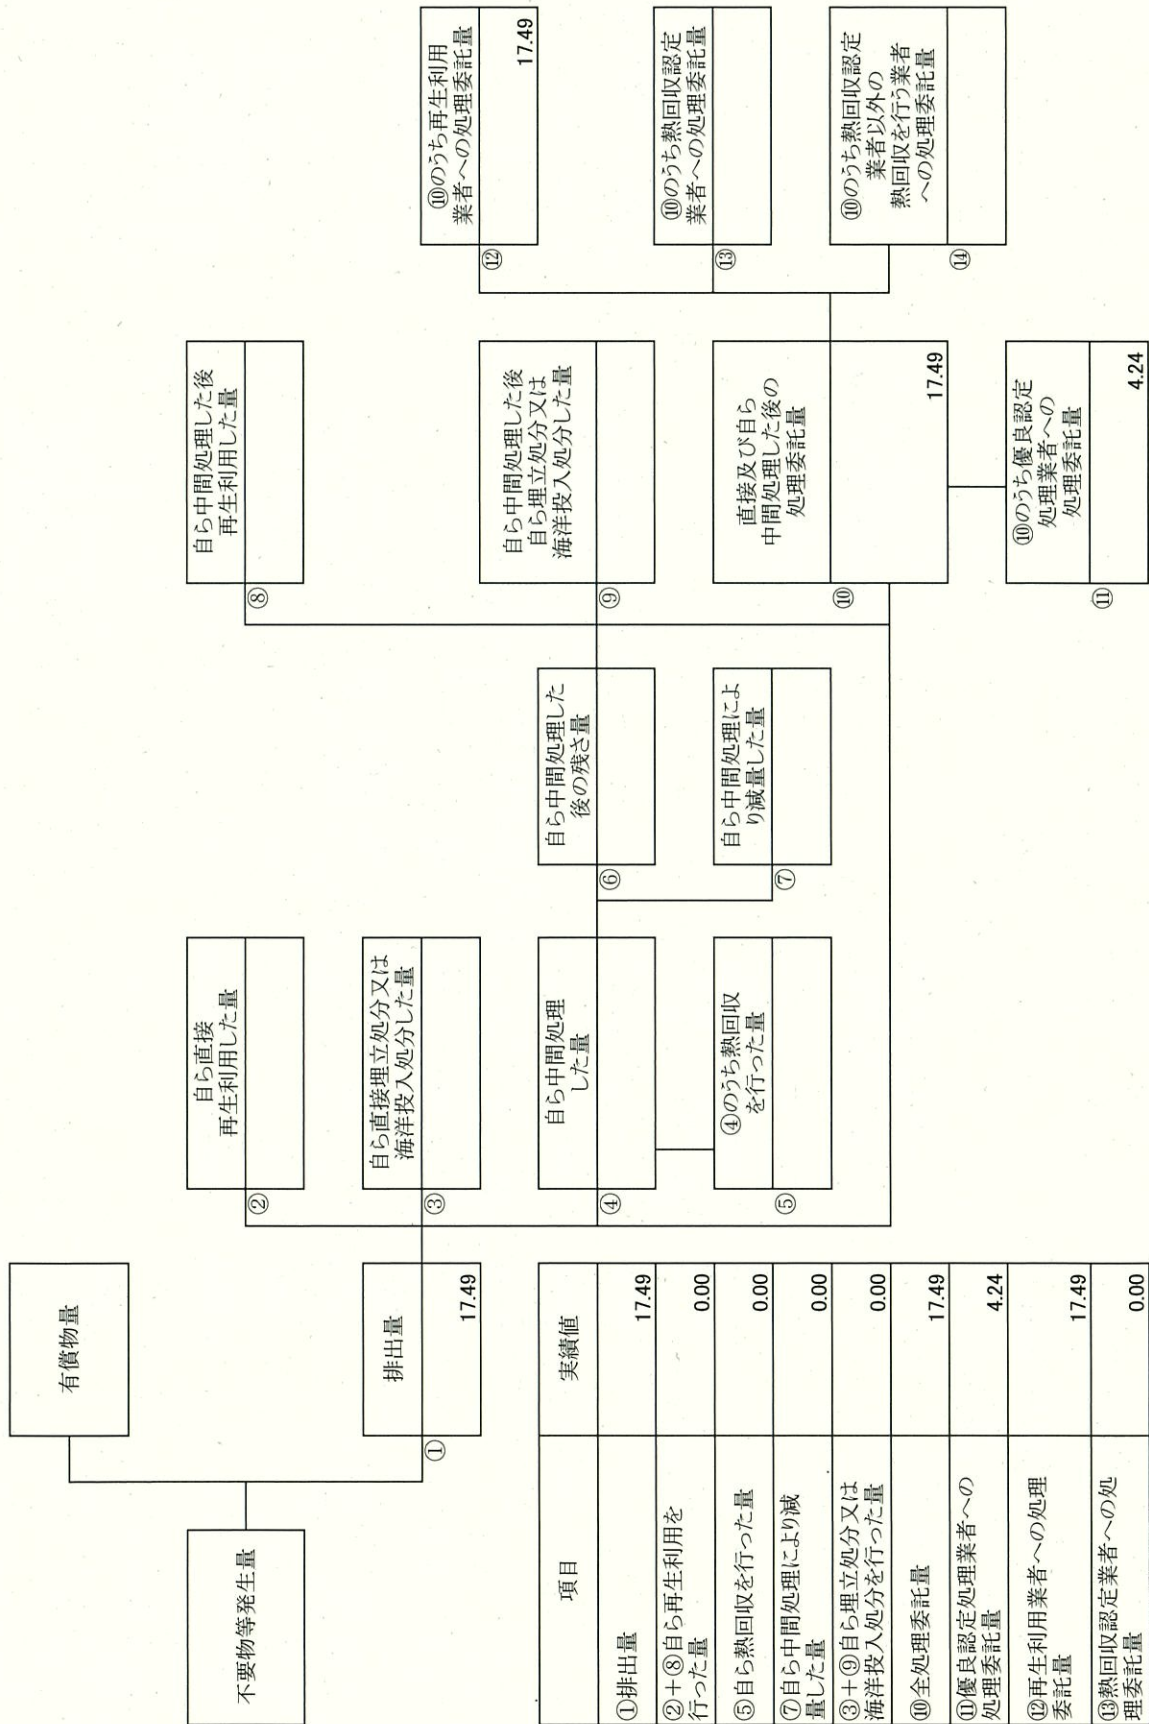 不要物等発生量
有償物量
①
排出量
17.49
②
自ら直接
再生利用した量
③
自ら直接埋立処分又は
海洋投入処分した量
④
自ら中間処理
した量
⑤
④のうち熱回収
を行った量
⑥
自ら中間処理した
後の残さ量
⑦
自ら中間処理によ
り減量した量
⑧
自ら中間処理した後
再生利用した量
⑨
自ら中間処理した後
自ら埋立処分又は
海洋投入処分した量
⑩
直接及び自ら
中間処理した後の
処理委託量
17.49
⑪
⑩のうち優良認定
処理業者への
処理委託量
4.24
⑫
⑩のうち再生利用
業者への処理委託量
17.49
⑬
⑩のうち熱回収認定
業者への処理委託量
⑭
⑩のうち熱回収認定
業者以外の
熱回収を行う業者
への処理委託量
項目 実績値
①排出量 17.49
②+⑧自ら再生利用を
行った量 0.00
⑤自ら熱回収を行った量 0.00
⑦自ら中間処理により減
量した量 0.00
③+⑨自ら埋立処分又は
海洋投入処分を行った量 0.00
⑩全処理委託量 17.49
⑪優良認定処理業者への
処理委託量 4.24
⑫再生利用業者への処理
委託量 17.49
⑬熱回収認定業者への処
理委託量 0.00